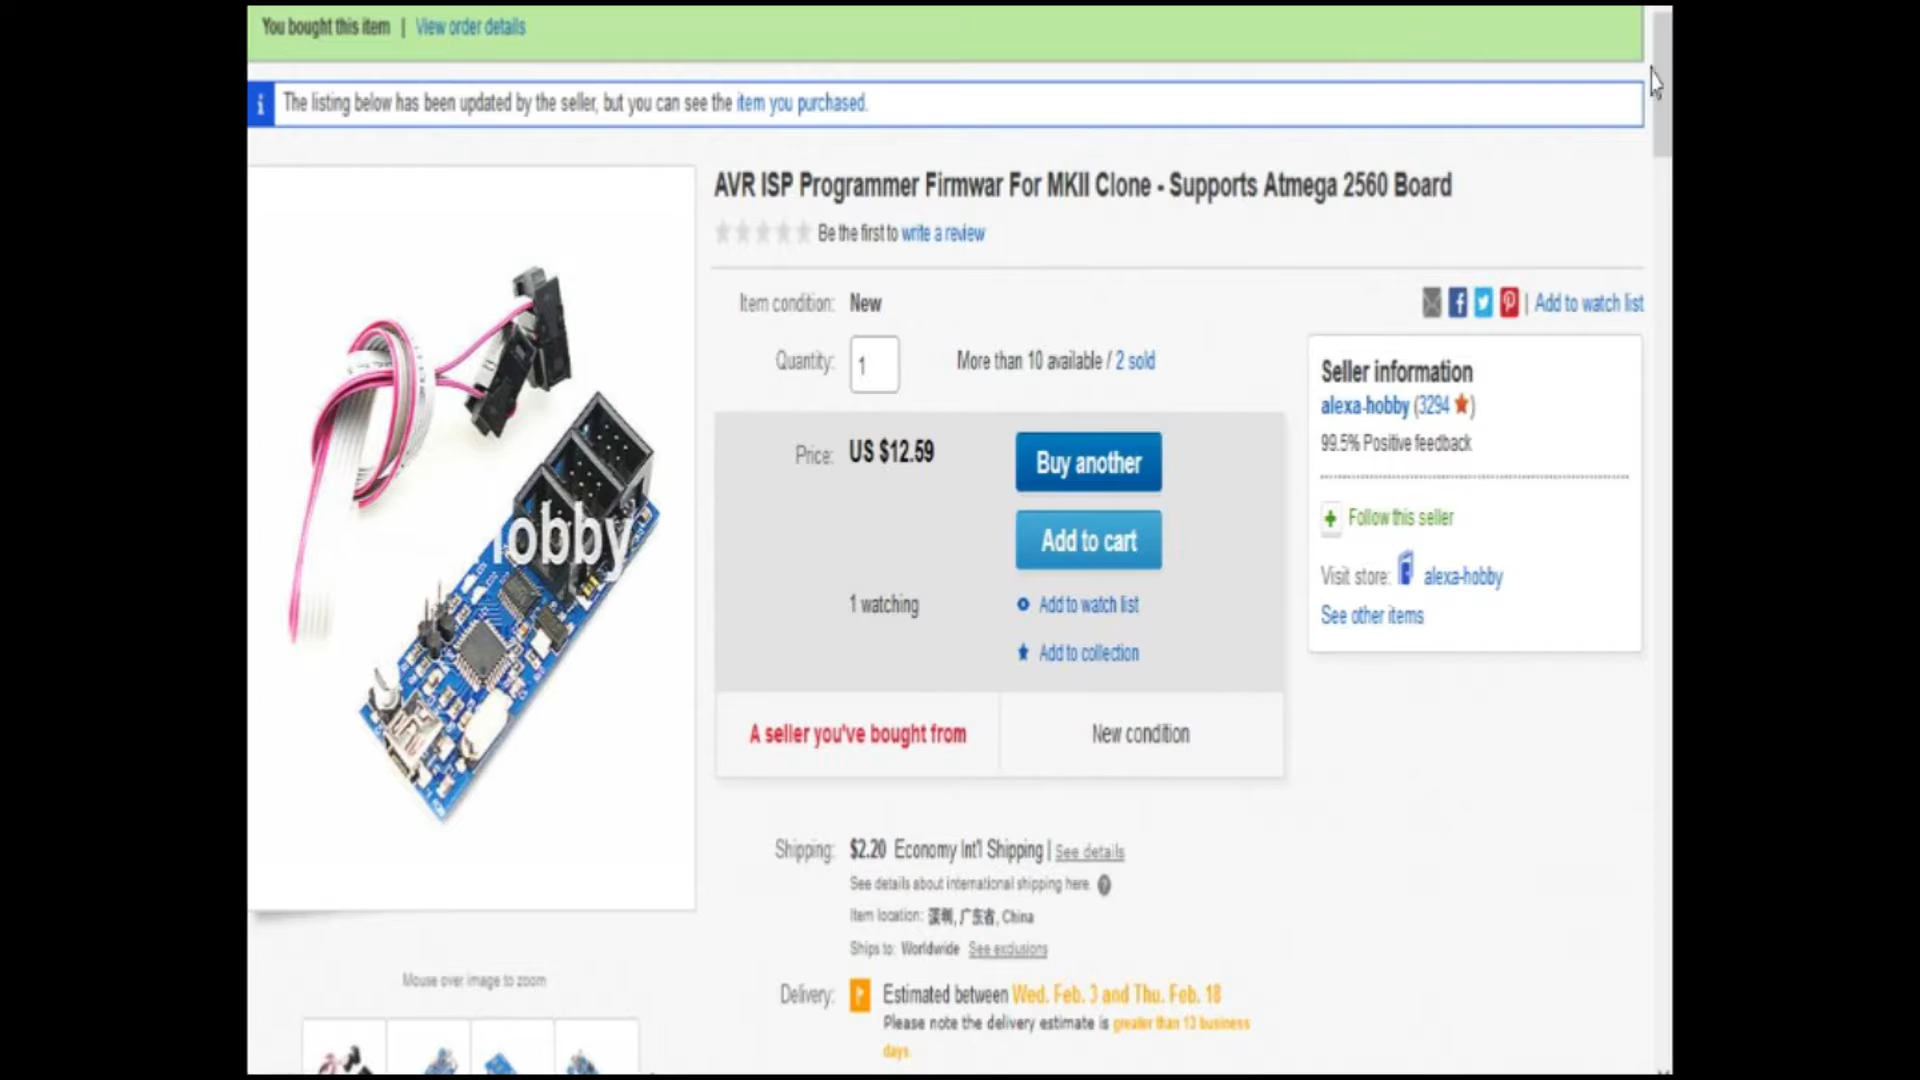 You bought this item | View order details
i The listing below has been updated by the seller, but you can see the item you purchased.
AVR ISP Programmer Firmwar For MKII Clone - Supports Atmega 2560 Board
Be the first to write a review
Item condition: New
| Add to watch list
Quantity: 1 More than 10 available / 2 sold
Seller information
alexa-hobby (3294 ★)
99.5% Positive feedback
Price: US $12.59
Buy another
Follow this seller
Add to cart
Visit store: alexa-hobby
See other items
1 watching
Add to watch list
Add to collection
A seller you've bought from
New condition
hobby
Shipping: $2.20 Economy Int'l Shipping | See details
See details about international shipping here. ?
Item location: 深圳, 广东省, China
Ships to: Worldwide See exclusions
Mouse over image to zoom
Delivery: Estimated between Wed. Feb. 3 and Thu. Feb. 18
Please note the delivery estimate is greater than 13 business
days.